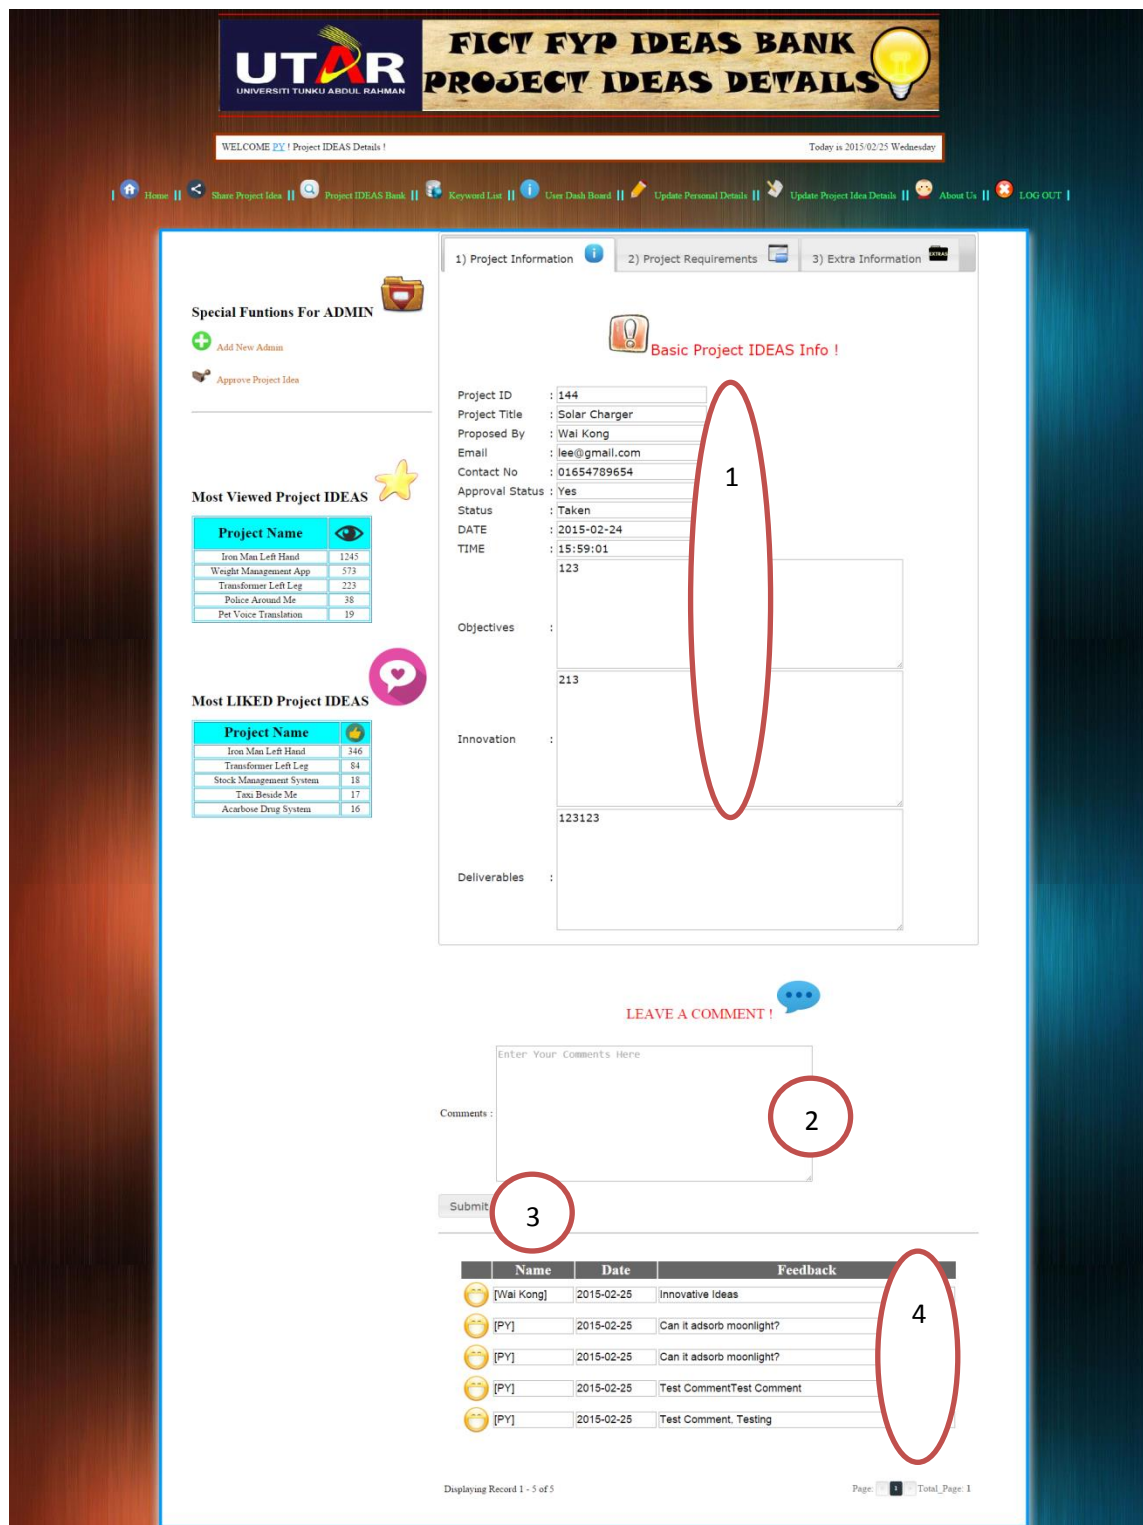 UTAR
UNIVERSITI TUNKU ABDUL RAHMAN
FICT FYP IDEAS BANK
PROJECT IDEAS DETAILS
WELCOME PY ! Project IDEAS Details !
Today is 2015/02/25 Wednesday
| Home || Share Project Idea || Project IDEAS Bank || Keyword List || User Dash Board || Update Personal Details || Update Project Idea Details || About Us || LOG OUT |
Special Funtions For ADMIN
Add New Admin
Approve Project Idea
Most Viewed Project IDEAS
Project Name
Iron Man Left Hand 1245
Weight Management App 573
Transformer Left Leg 223
Police Around Me 38
Pet Voice Translation 19
Most LIKED Project IDEAS
Project Name
Iron Man Left Hand 346
Transformer Left Leg 84
Stock Management System 18
Taxi Beside Me 17
Acarbose Drug System 16
1) Project Information 2) Project Requirements 3) Extra Information EXTRAS
Basic Project IDEAS Info !
Project ID : 144
Project Title : Solar Charger
Proposed By : Wai Kong
Email : lee@gmail.com
Contact No : 01654789654
Approval Status : Yes
Status : Taken
DATE : 2015-02-24
TIME : 15:59:01
1
Objectives : 123
Innovation : 213
Deliverables : 123123
LEAVE A COMMENT !
Comments : Enter Your Comments Here
2
Submit
3
Name Date Feedback
[Wai Kong] 2015-02-25 Innovative Ideas
[PY] 2015-02-25 Can it adsorb moonlight?
[PY] 2015-02-25 Can it adsorb moonlight?
[PY] 2015-02-25 Test CommentTest Comment
[PY] 2015-02-25 Test Comment, Testing
4
Displaying Record 1 - 5 of 5
Page: 1 Total_Page: 1